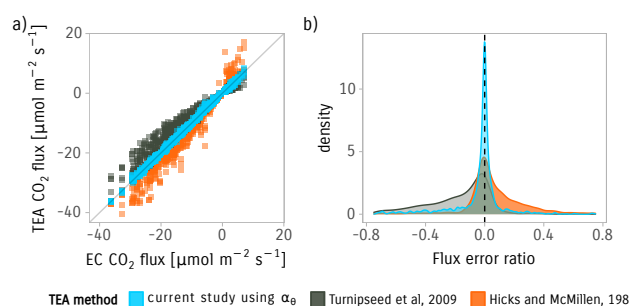 a)
TEA CO₂ flux [µmol m⁻² s⁻¹]
0
−20
−40
−40
−20
0
20
EC CO₂ flux [µmol m⁻² s⁻¹]
b)
density
10
5
0
−0.8
−0.4
0.0
0.4
0.8
Flux error ratio
TEA method
current study using αθ
Turnipseed et al, 2009
Hicks and McMillen, 198